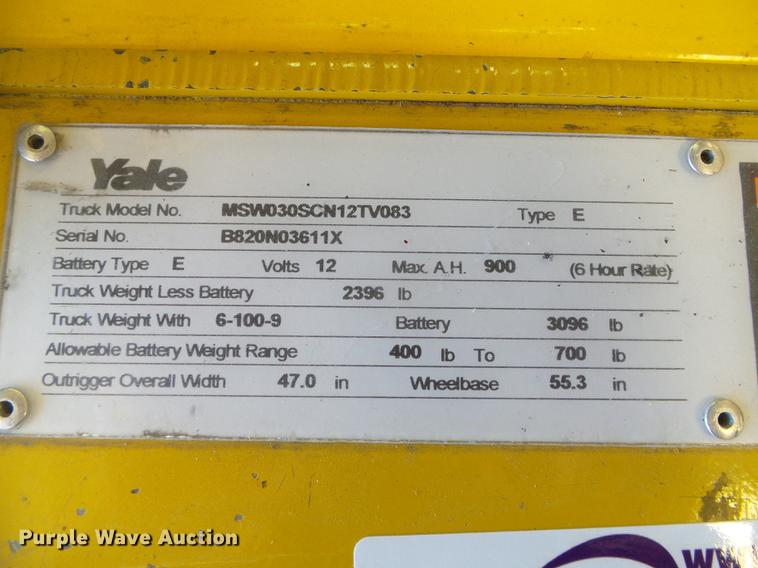 Yale
Truck Model No. MSW030SCN12TV083 Type E
Serial No. B820N03611X
Battery Type E Volts 12 Max. A.H. 900 (6 Hour Rate)
Truck Weight Less Battery 2396 lb
Truck Weight With 6-100-9 Battery 3096 lb
Allowable Battery Weight Range 400 lb To 700 lb
Outrigger Overall Width 47.0 in Wheelbase 55.3 in
Purple Wave Auction